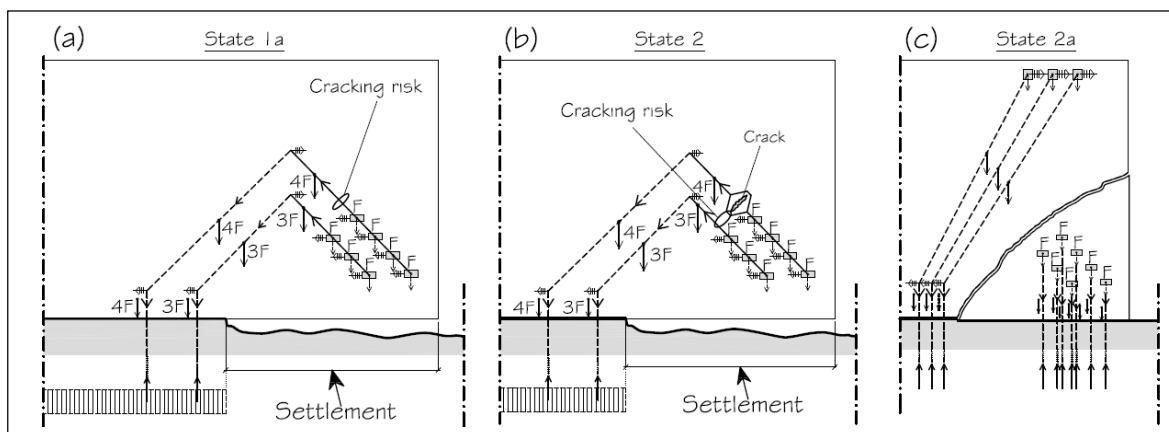 (a)
State 1a
Cracking risk
4F
F
F
F
F
3F
F
F
F
4F
3F
4F
3F
Settlement
(b)
State 2
Cracking risk
Crack
4F
F
F
F
F
3F
F
F
F
4F
3F
4F
3F
Settlement
(c)
State 2a
F
F
F
F
F
F
F